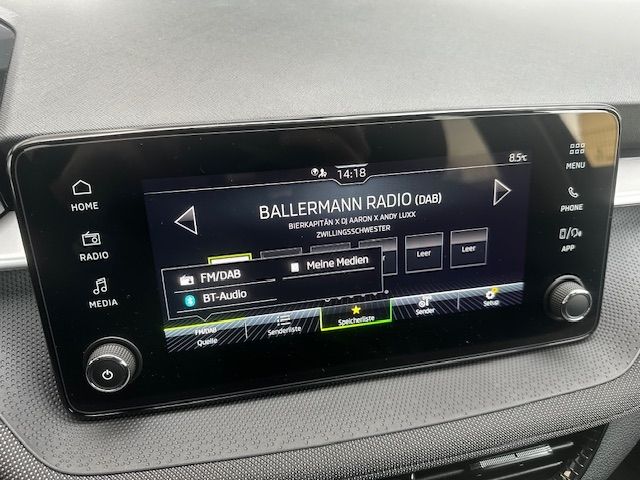 14:18
8.5°C
HOME
RADIO
MEDIA
MENU
PHONE
APP
BALLERMANN RADIO (DAB)
BIERKAPITÄN X DJ AARON X ANDY LUXX
ZWILLINGSSCHWESTER
Leer
Leer
FM/DAB
Meine Medien
BT-Audio
FM/DAB
Quelle
Senderliste
Speicherliste
Sender
Setup